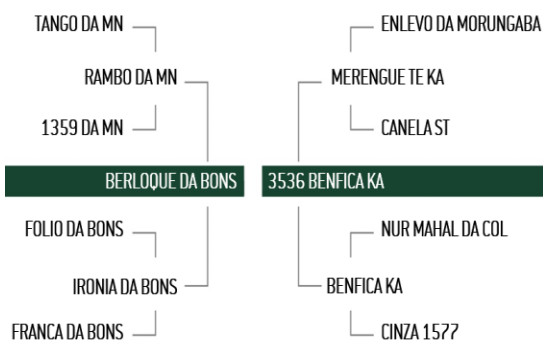 TANGO DA MN
ENLEVO DA MORUNGABA
RAMBO DA MN
MERENGUE TE KA
1359 DA MN
CANELA ST
BERLOQUE DA BONS
3536 BENFICA KA
FOLIO DA BONS
NUR MAHAL DA COL
IRONIA DA BONS
BENFICA KA
FRANCA DA BONS
CINZA 1577